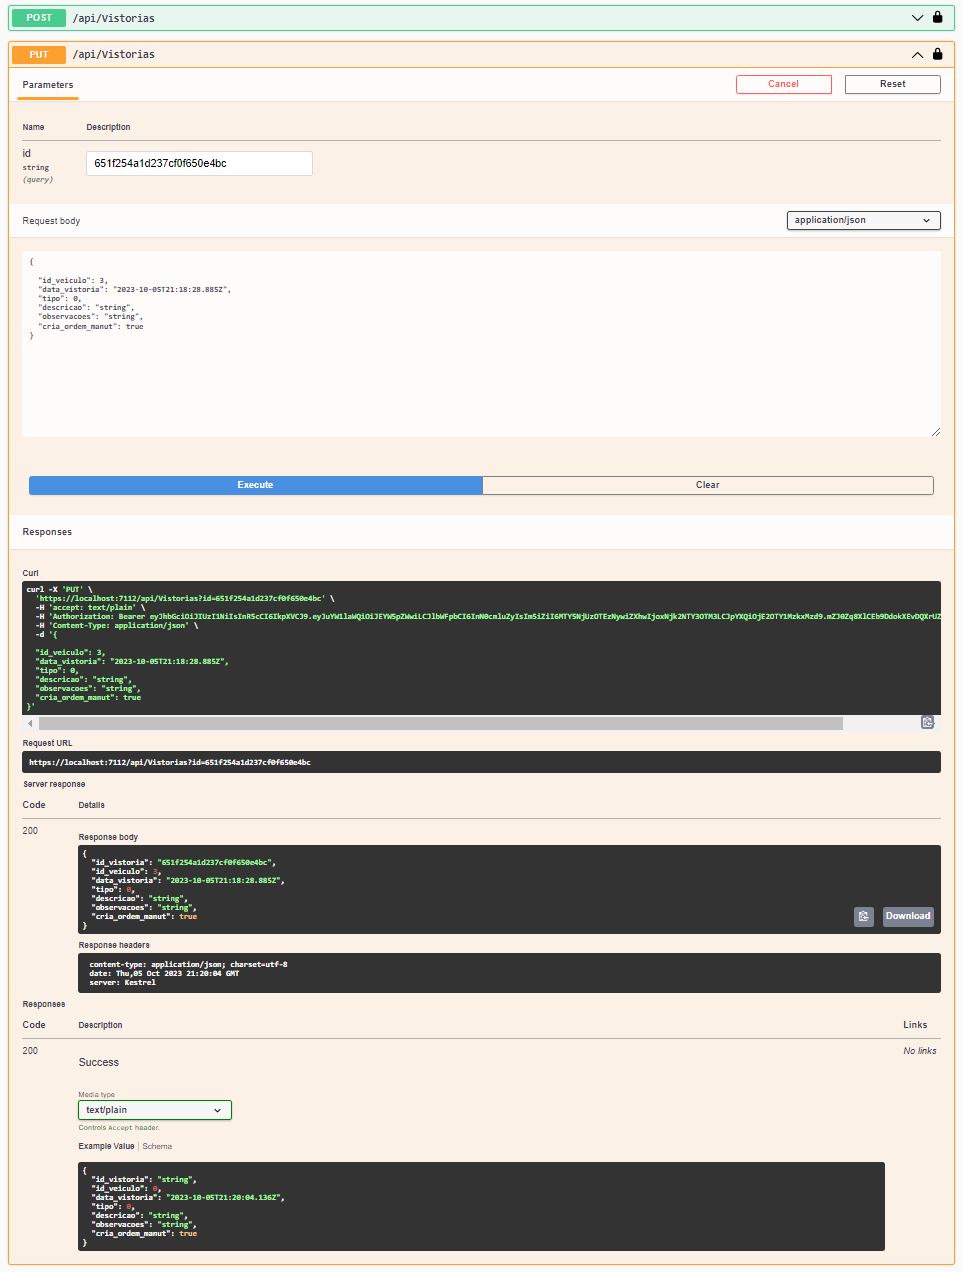 POST /api/Vistorias
PUT /api/Vistorias
Parameters Cancel Reset
Name Description
id
string
(query)
651f254a1d237cf0f650e4bc
Request body application/json
{
"id_veiculo": 3,
"data_vistoria": "2023-10-05T21:18:28.885Z",
"tipo": 0,
"descricao": "string",
"observacoes": "string",
"cria_ordem_manut": true
}
Execute Clear
Responses
Curl
curl -X 'PUT' \
'https://localhost:7112/api/Vistorias?id=651f254a1d237cf0f650e4bc' \
-H 'accept: text/plain' \
-H 'Authorization: Bearer
-H 'Content-Type: application/json' \
-d '{
"id_veiculo": 3,
"data_vistoria": "2023-10-05T21:18:28.885Z",
"tipo": 0,
"descricao": "string",
"observacoes": "string",
"cria_ordem_manut": true
}'
Request URL
https://localhost:7112/api/Vistorias?id=651f254a1d237cf0f650e4bc
Server response
Code Details
200
Response body
{
"id_vistoria": "651f254a1d237cf0f650e4bc",
"id_veiculo": 3,
"data_vistoria": "2023-10-05T21:18:28.885Z",
"tipo": 0,
"descricao": "string",
"observacoes": "string",
"cria_ordem_manut": true
}
Download
Response headers
content-type: application/json; charset=utf-8
date: Thu,05 Oct 2023 21:20:04 GMT
server: Kestrel
Responses
Code Description Links
200 No links
Success
Media type
text/plain
Controls Accept header.
Example Value | Schema
{
"id_vistoria": "string",
"id_veiculo": 0,
"data_vistoria": "2023-10-05T21:20:04.136Z",
"tipo": 0,
"descricao": "string",
"observacoes": "string",
"cria_ordem_manut": true
}